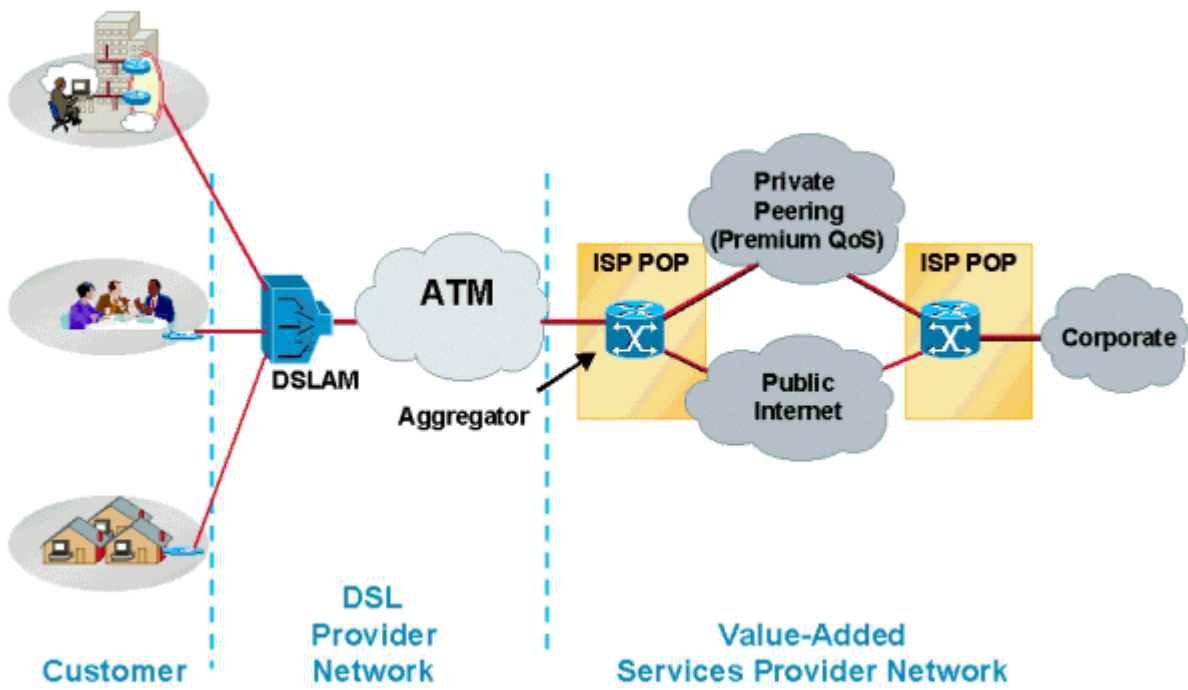 Private
Peering
(Premium QoS)
ISP POP
ISP POP
ATM
Corporate
DSLAM
Public
Internet
Aggregator
DSL
Provider
Network
Customer
Value-Added
Services Provider Network